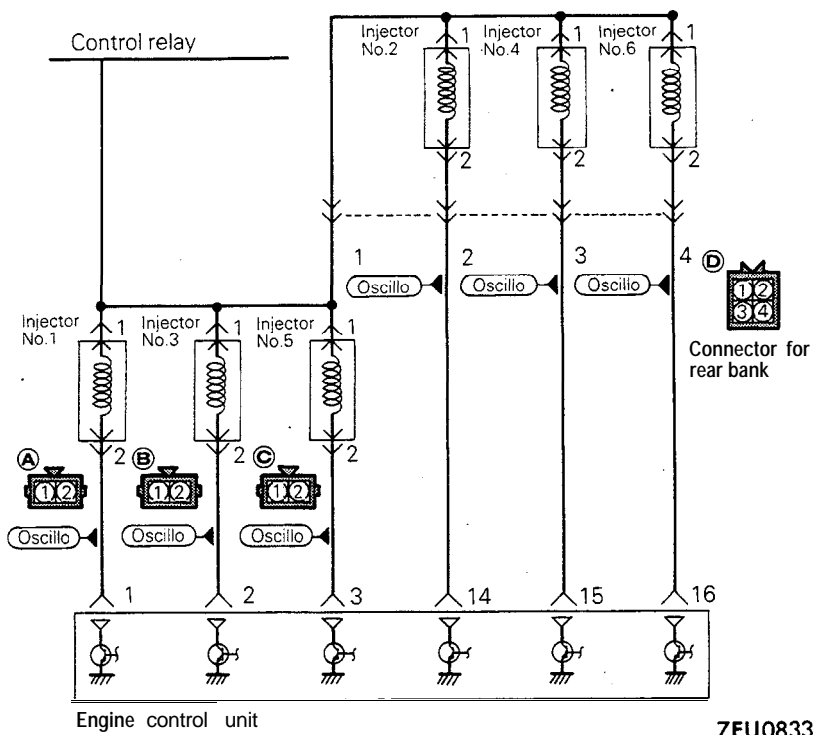 Control relay
Injector No.2
1
Injector No.4
1
Injector No.6
1
2
2
2
1
2
3
4
D
Oscillo
Oscillo
Oscillo
1 2
3 4
Connector for
rear bank
Injector No.1
1
Injector No.3
1
Injector No.5
1
A
2
B
2
C
2
1 2
1 2
1 2
Oscillo
Oscillo
Oscillo
1
2
3
14
15
16
Engine control unit
7FU0833